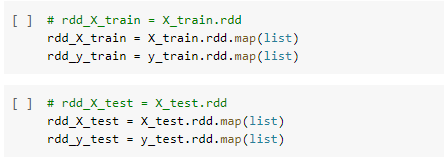 [ ] # rdd_X_train = X_train.rdd
rdd_X_train = X_train.rdd.map(list)
rdd_y_train = y_train.rdd.map(list)
[ ] # rdd_X_test = X_test.rdd
rdd_X_test = X_test.rdd.map(list)
rdd_y_test = y_test.rdd.map(list)